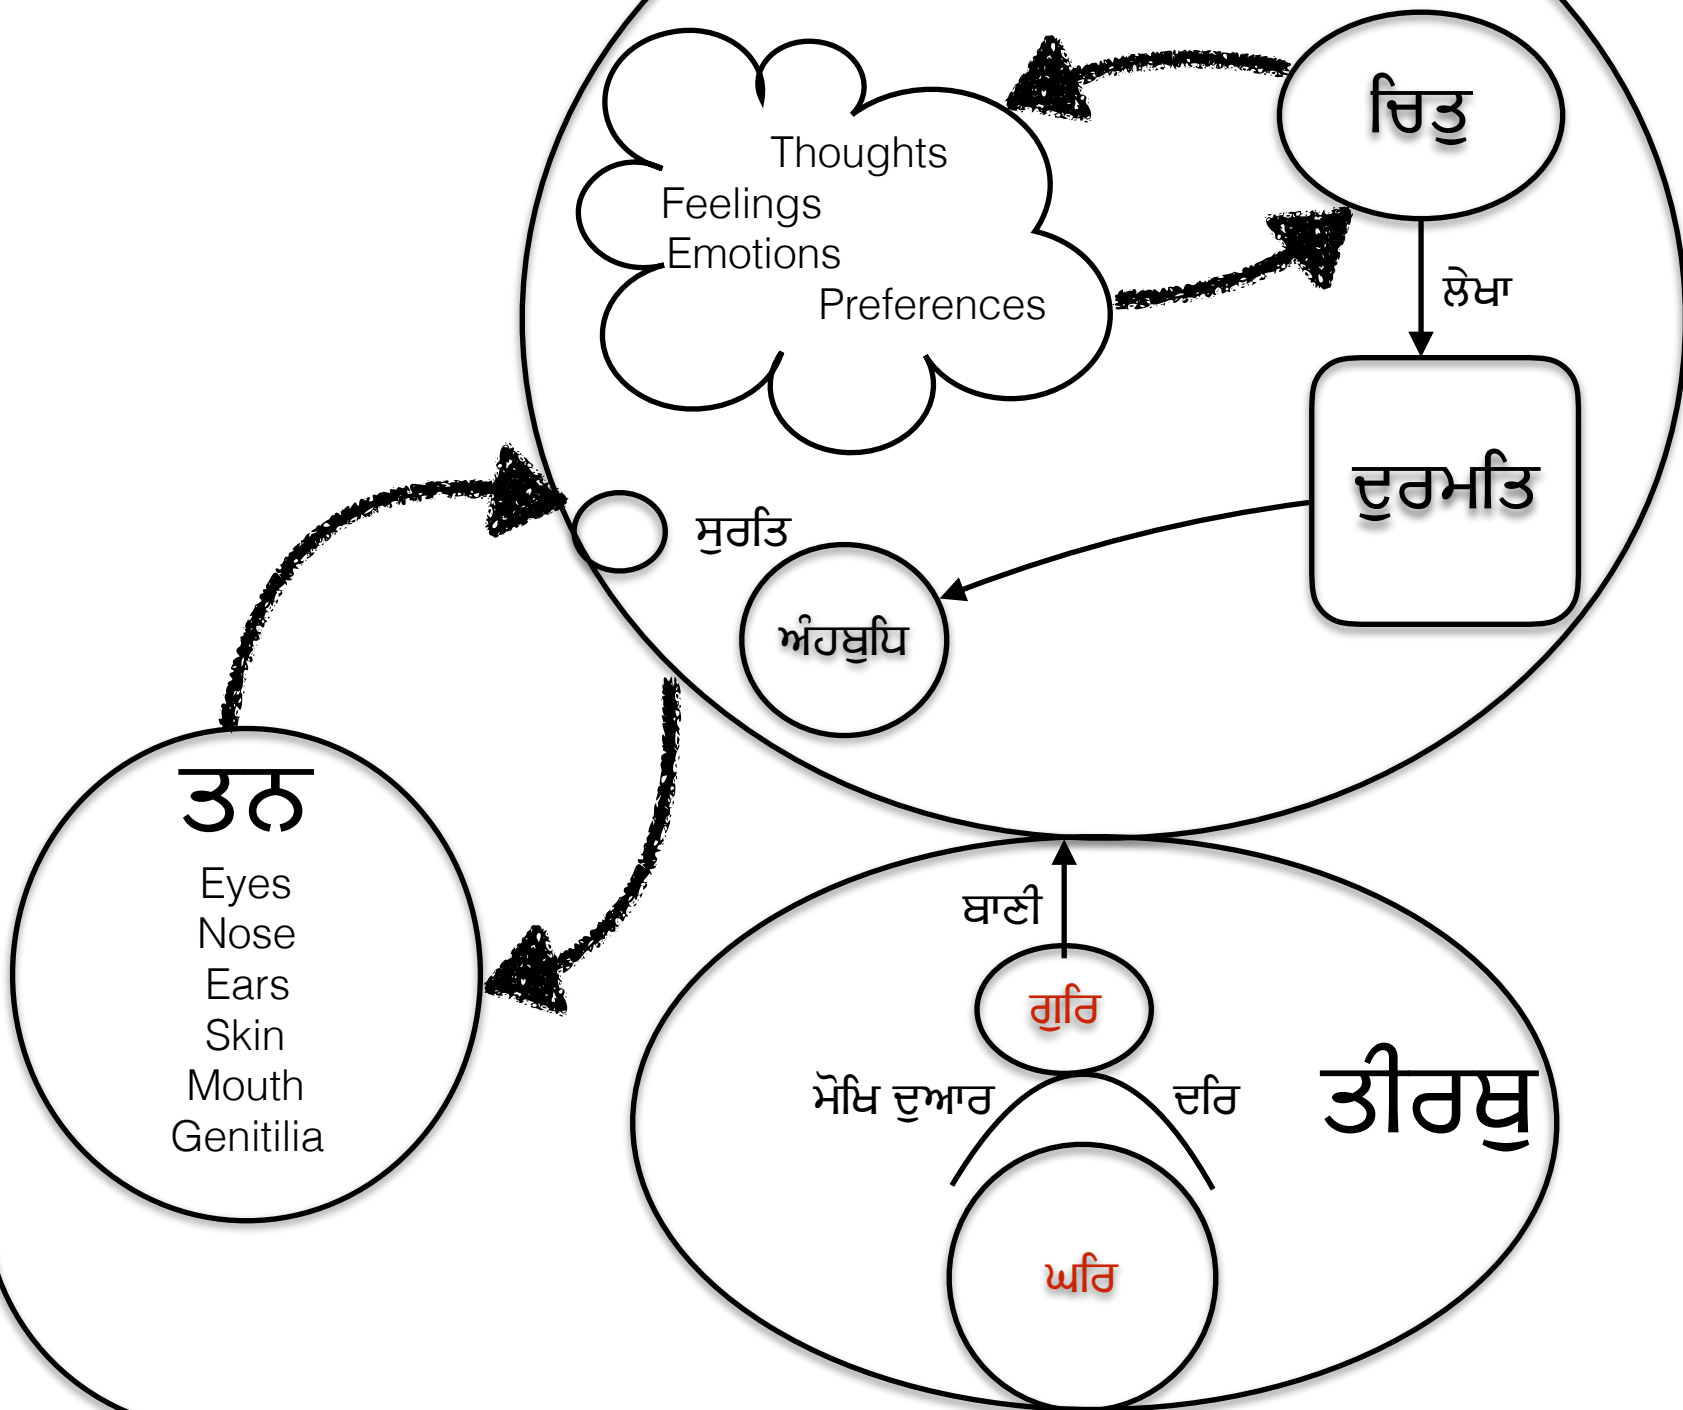 ਚਿਤੁ
Thoughts
Feelings
Emotions
Preferences
ਲੇਖਾ
ਦੁਰਮਤਿ
ਸੁਰਤਿ
ਅੰਹਬੁਧਿ
ਤਨ
Eyes
Nose
Ears
Skin
Mouth
Genitilia
ਬਾਣੀ
ਗੁਰਿ
ਮੋਖਿ ਦੁਆਰ
ਦਰਿ
ਤੀਰਥੁ
ਘਰਿ